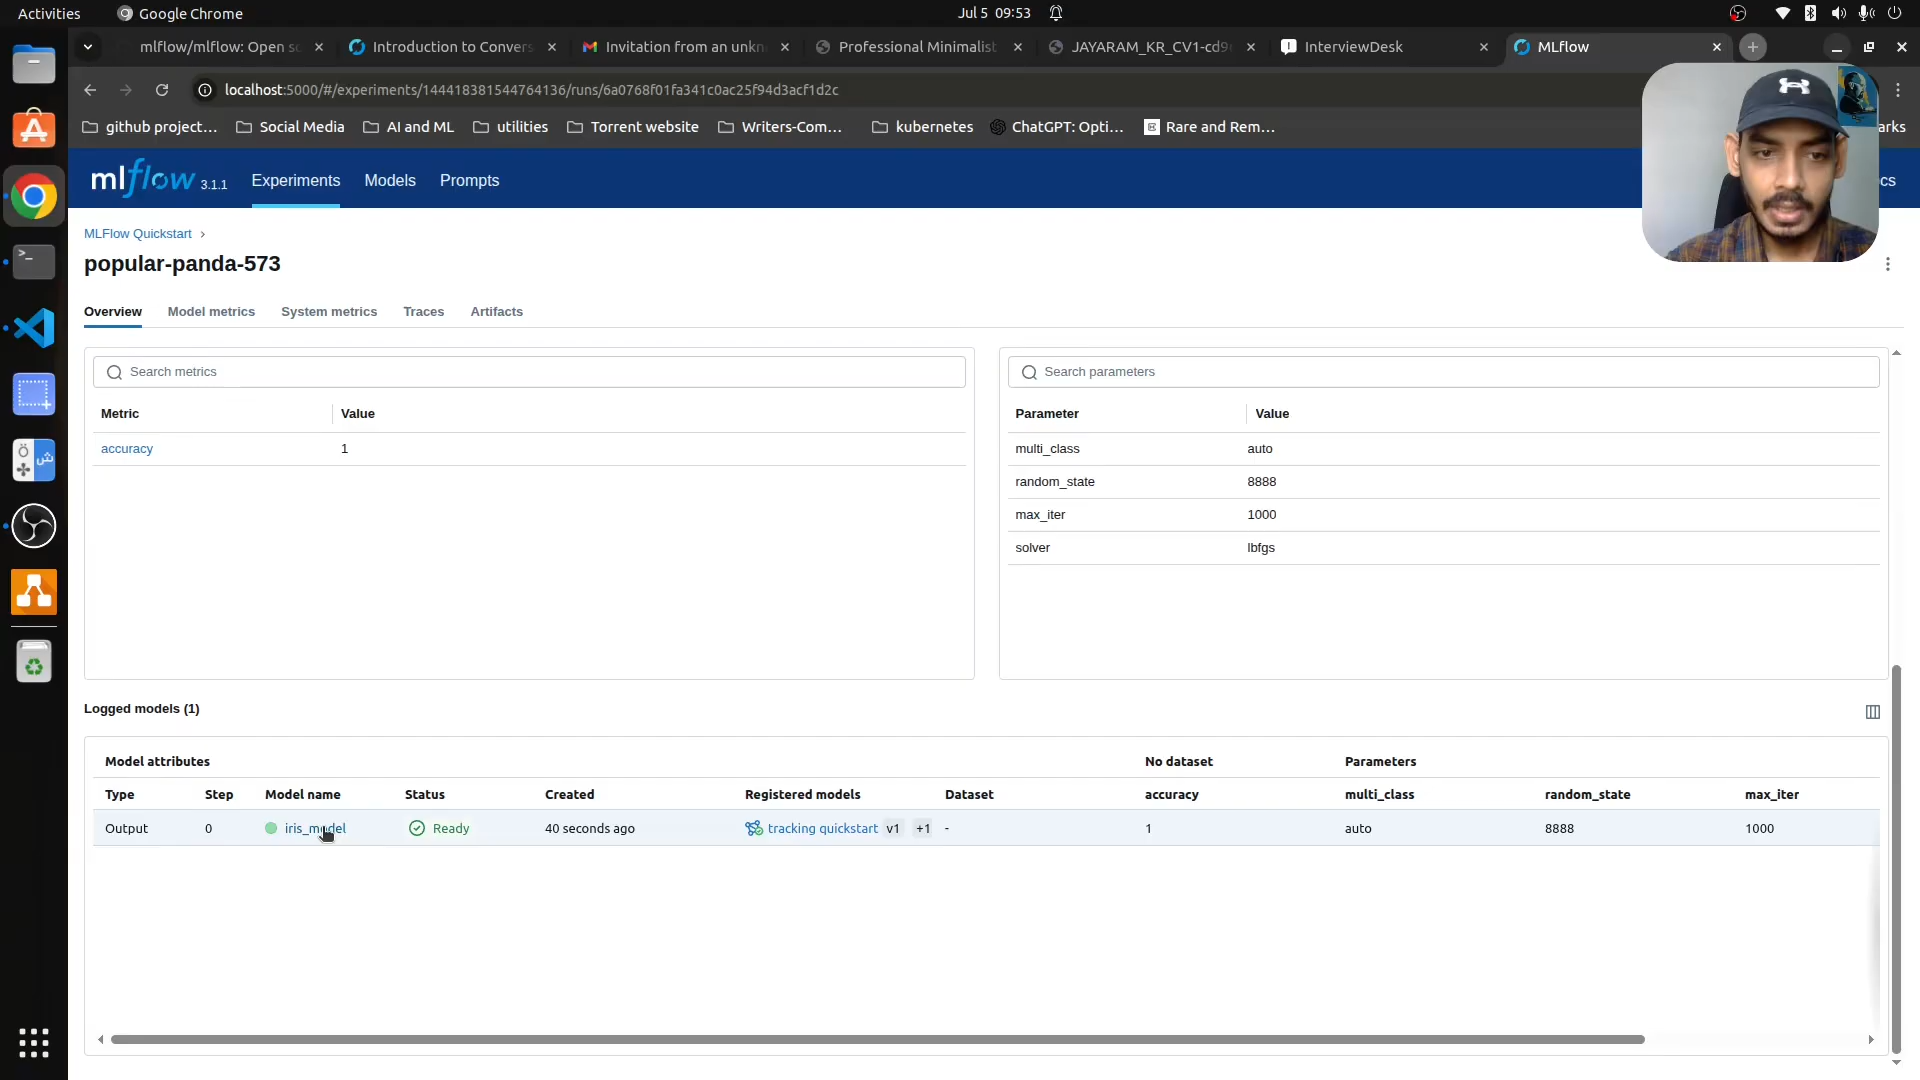 Activities
Google Chrome
Jul 5 09:53
mlflow/mlflow: Open s
Introduction to Convers
Invitation from an unkn
Professional Minimalist
JAYARAM_KR_CV1-cd9
InterviewDesk
MLflow
localhost:5000/#/experiments/144418381544764136/runs/6a0768f01fa341c0ac25f94d3acf1d2c
github project...
Social Media
AI and ML
utilities
Torrent website
Writers-Com...
kubernetes
ChatGPT: Opti...
Rare and Rem...
arks
mlflow 3.1.1
Experiments
Models
Prompts
cs
MLFlow Quickstart
popular-panda-573
Overview
Model metrics
System metrics
Traces
Artifacts
Search metrics
Metric Value
accuracy 1
Search parameters
Parameter Value
multi_class auto
random_state 8888
max_iter 1000
solver lbfgs
Logged models (1)
Model attributes No dataset Parameters
Type Step Model name Status Created Registered models Dataset accuracy multi_class random_state max_iter
Output 0 iris_model Ready 40 seconds ago tracking quickstart v1 +1 - 1 auto 8888 1000